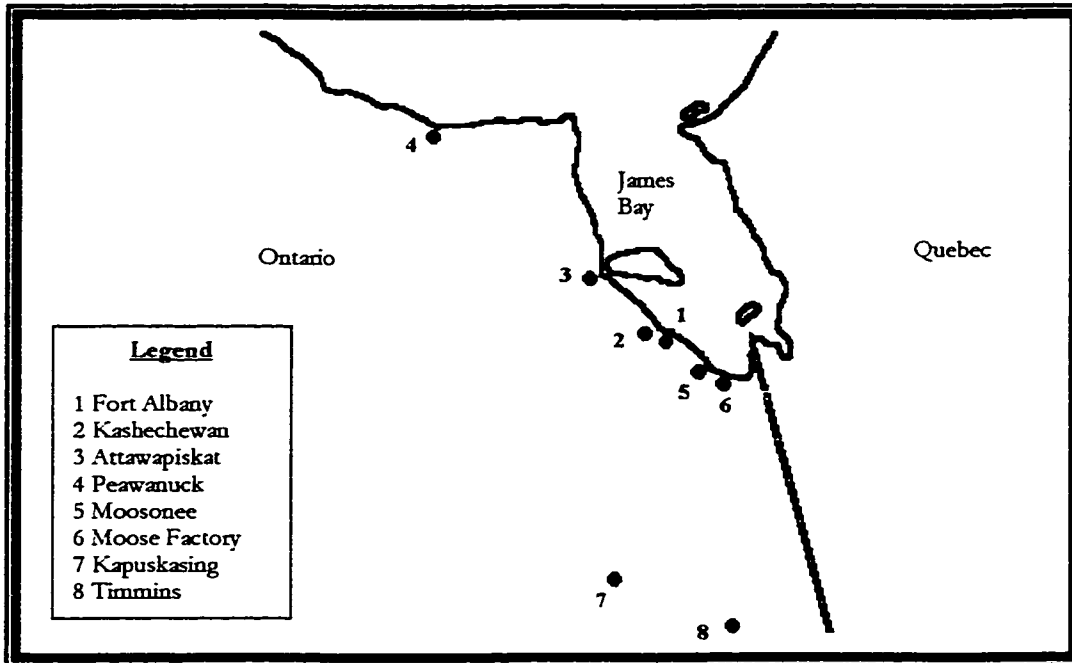 4
James
Bay
Ontario
Quebec
3
1
2
5
6
Legend
1 Fort Albany
2 Kashechewan
3 Attawapiskat
4 Peawanuck
5 Moosonee
6 Moose Factory
7 Kapuskasing
8 Timmins
7
8